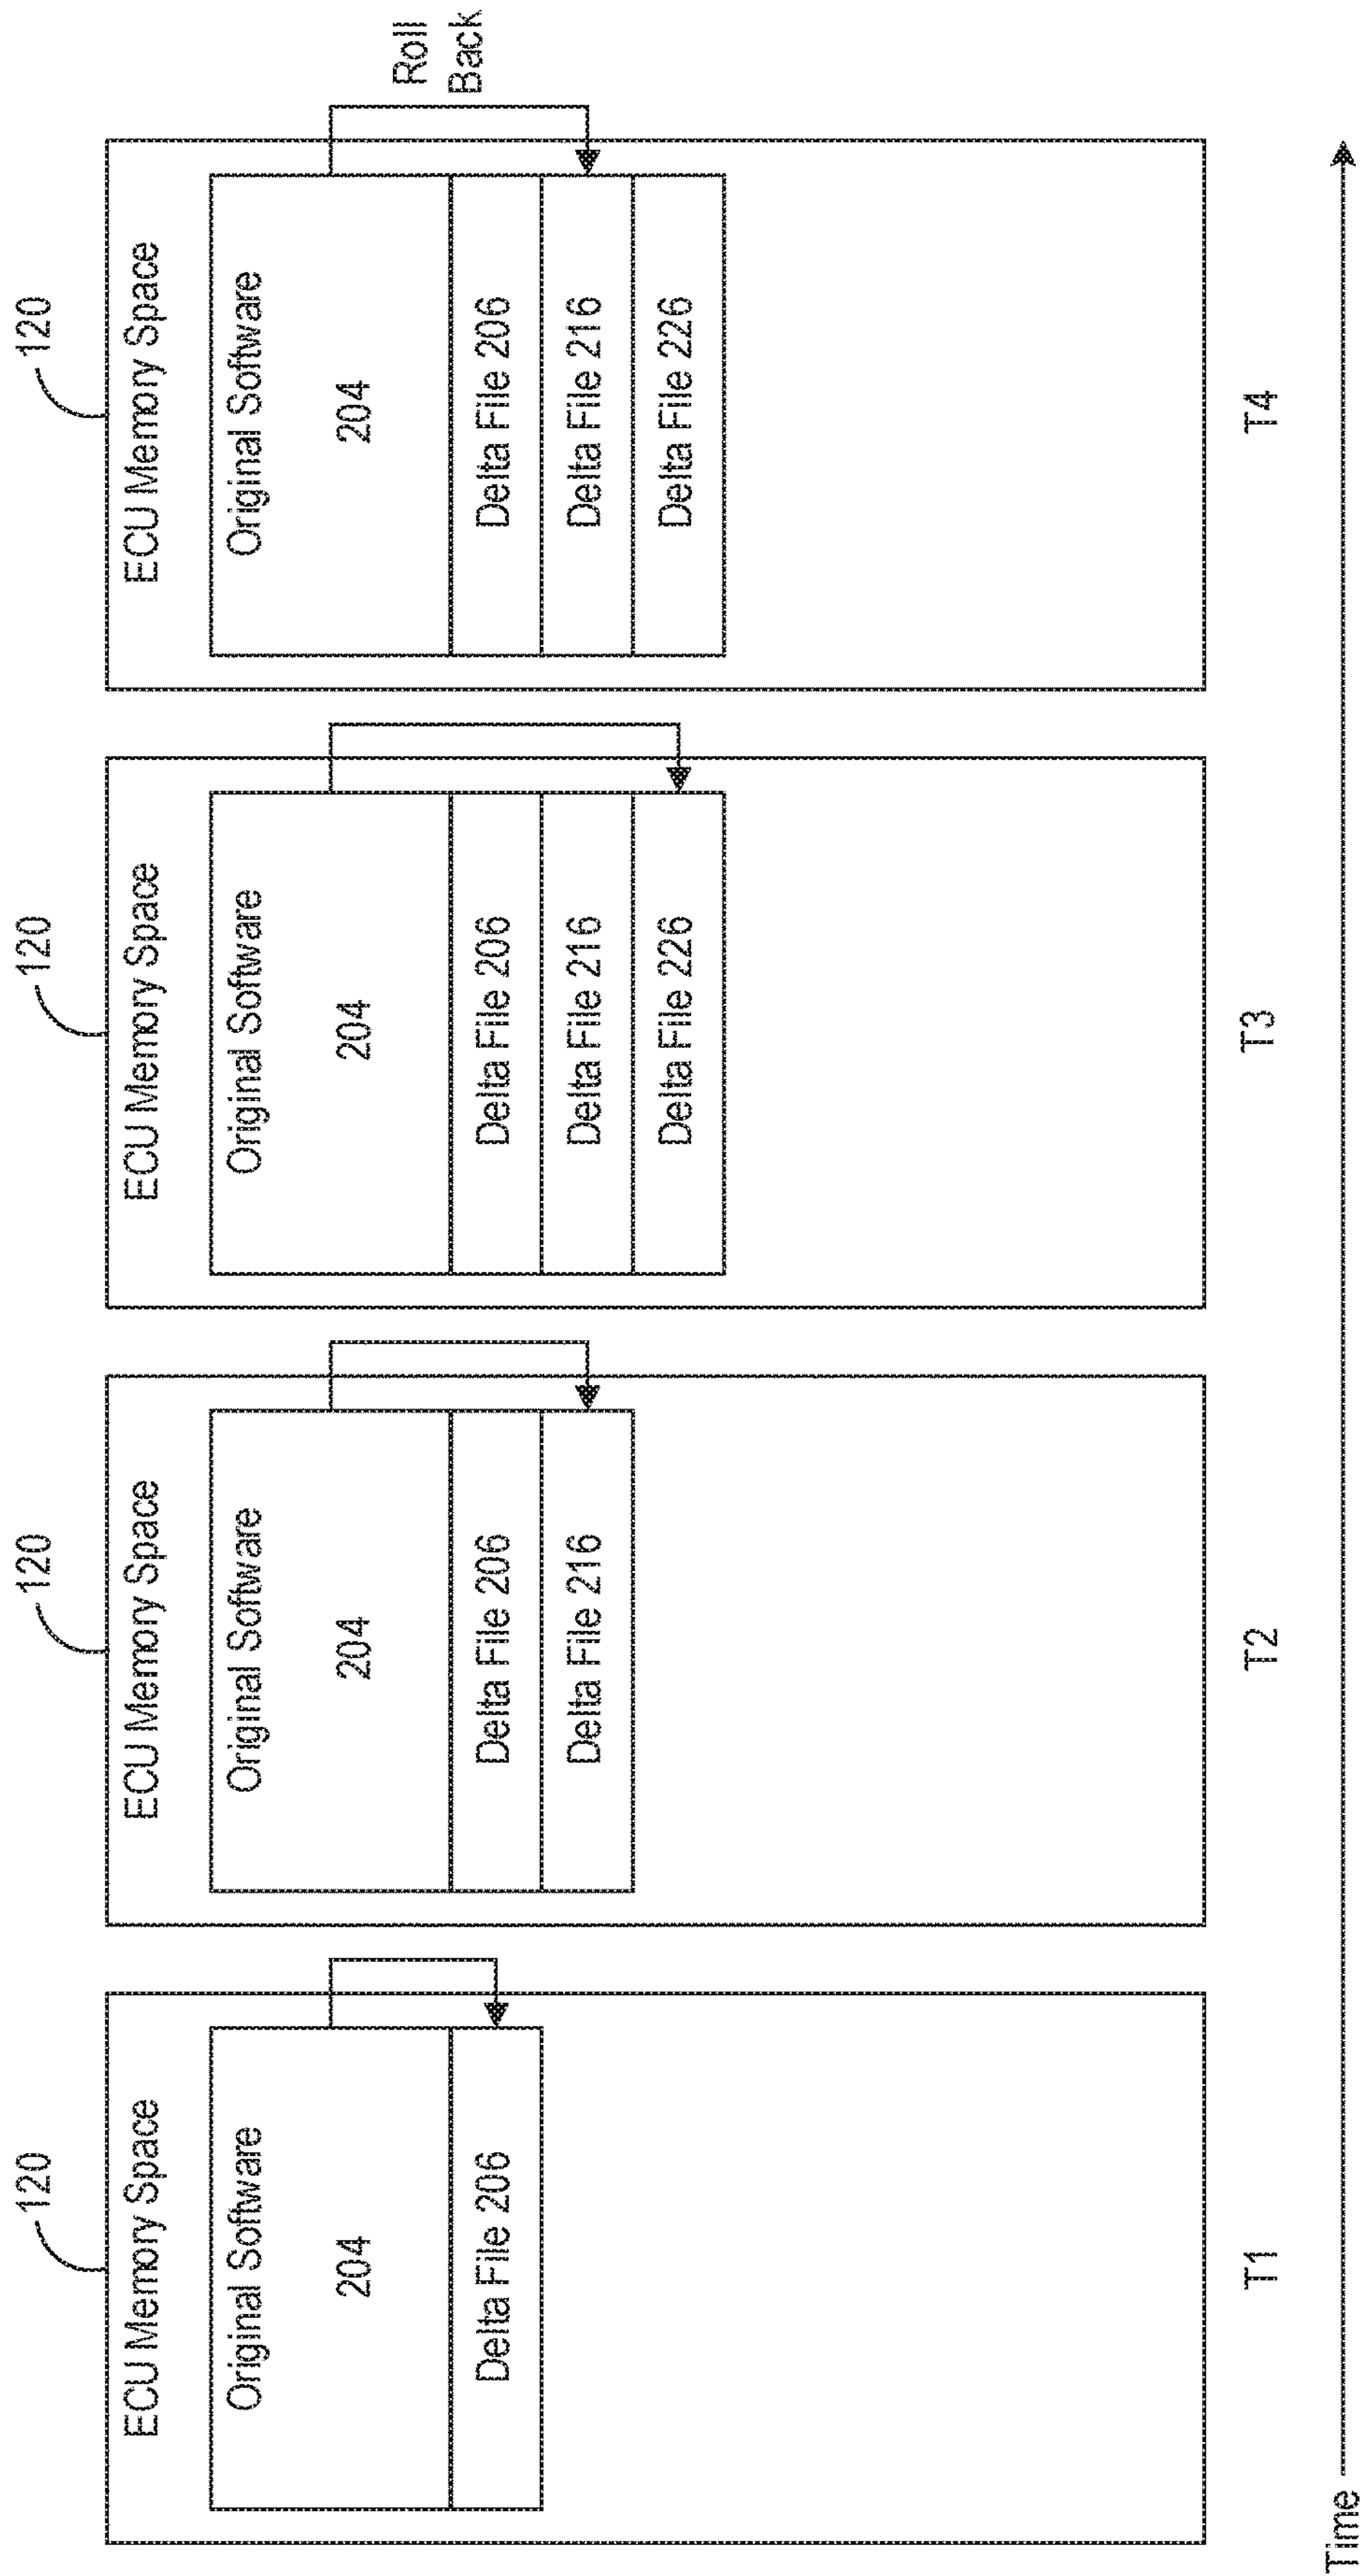 120
ECU Memory Space
Original Software
204
Delta File 206
T1
120
ECU Memory Space
Original Software
204
Delta File 206
Delta File 216
T2
120
ECU Memory Space
Original Software
204
Delta File 206
Delta File 216
Delta File 226
T3
120
ECU Memory Space
Original Software
204
Delta File 206
Delta File 216
Delta File 226
T4
Roll
Back
Time